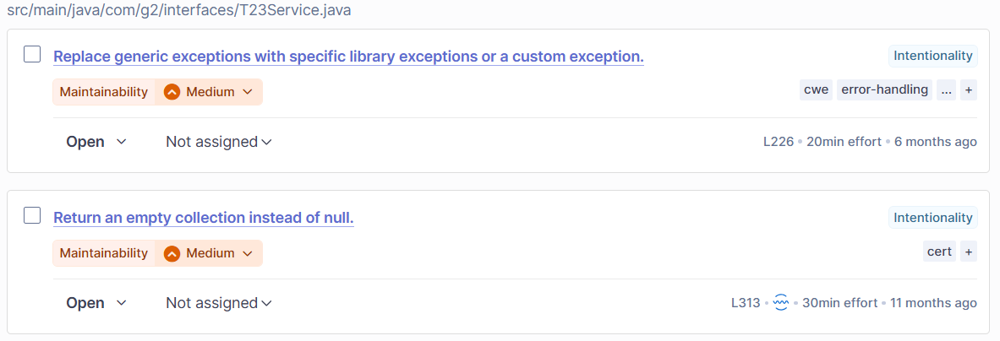 src/main/java/com/g2/interfaces/T23Service.java
Replace generic exceptions with specific library exceptions or a custom exception. Intentionality
Maintainability Medium cwe error-handling ... +
Open Not assigned L226 • 20min effort • 6 months ago
Return an empty collection instead of null. Intentionality
Maintainability Medium cert +
Open Not assigned L313 • • 30min effort • 11 months ago